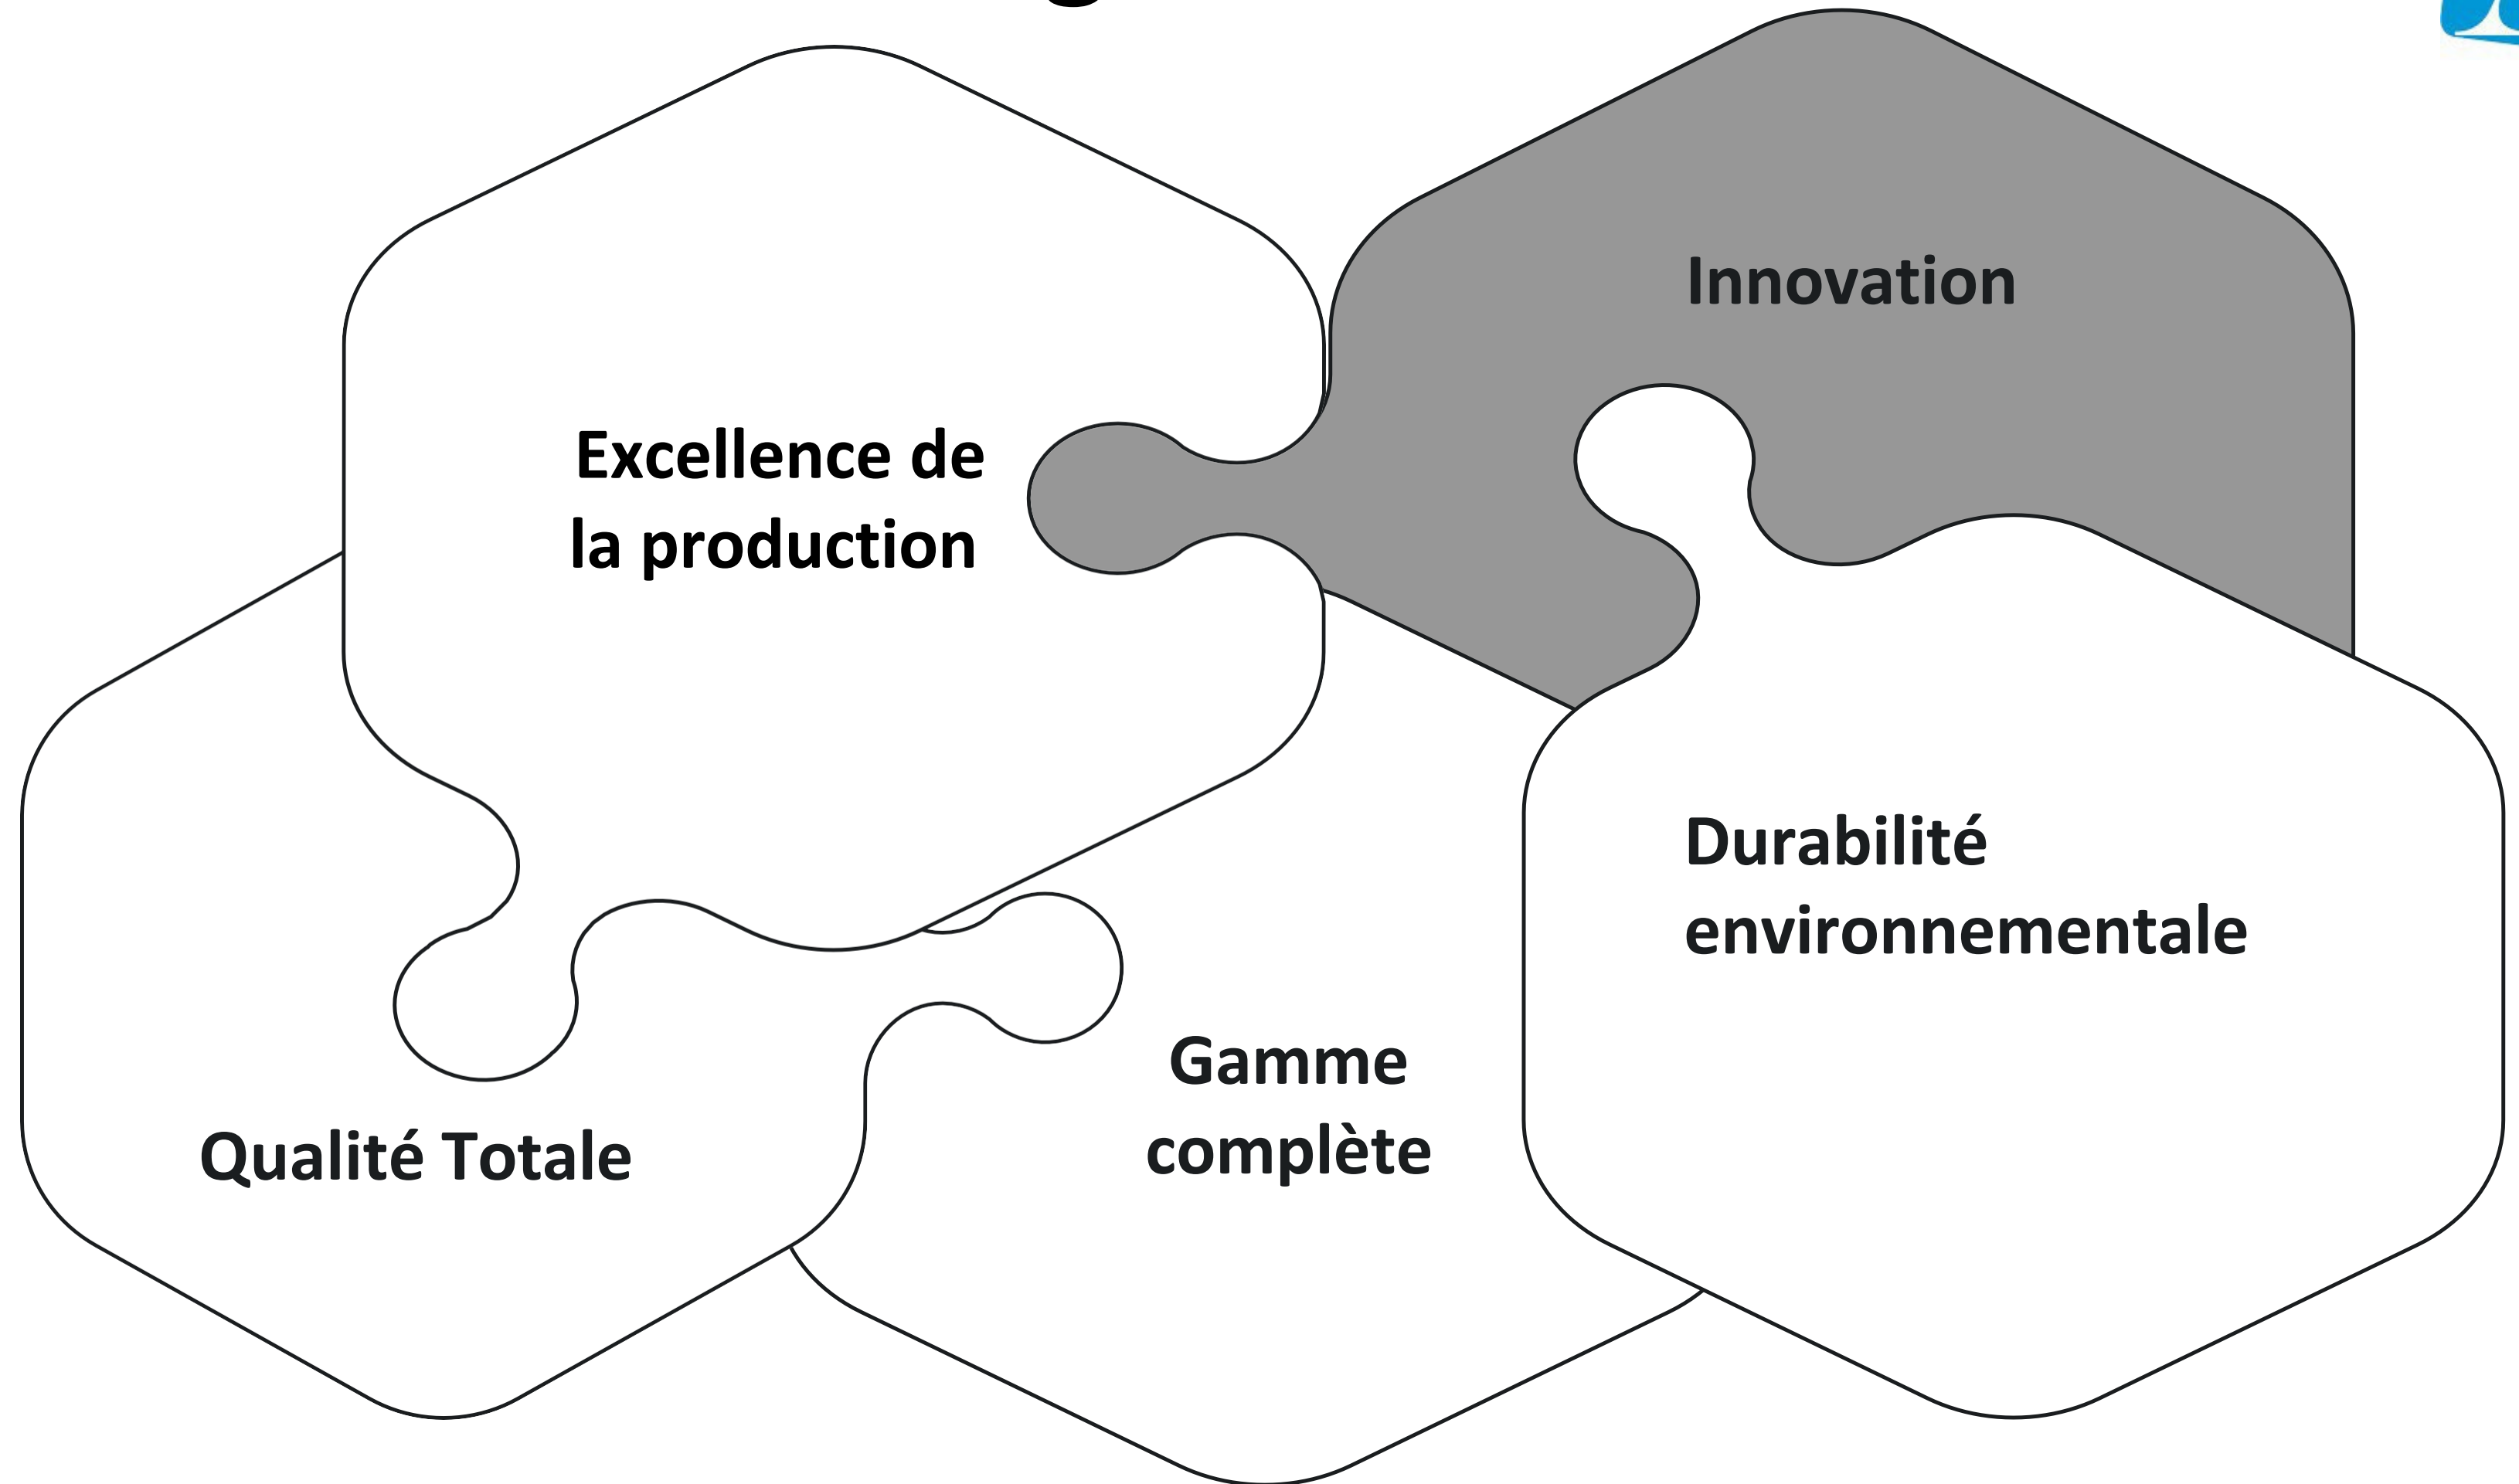 Innovation
Excellence de
la production
Durabilité
environnementale
Gamme
complète
Qualité Totale